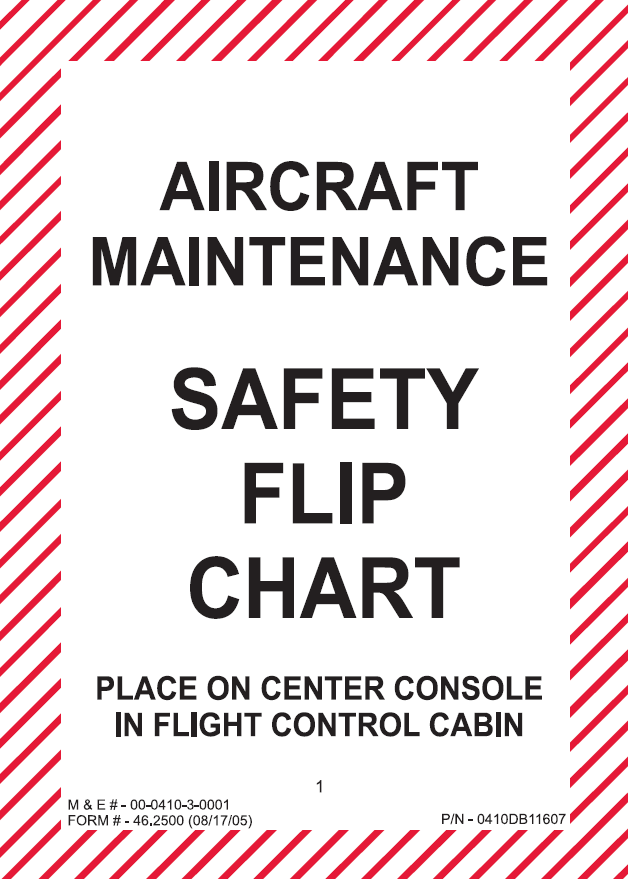 AIRCRAFT
MAINTENANCE
SAFETY
FLIP
CHART
PLACE ON CENTER CONSOLE
IN FLIGHT CONTROL CABIN
1
M & E # - 00-0410-3-0001
FORM # - 46.2500 (08/17/05)
P/N - 0410DB11607